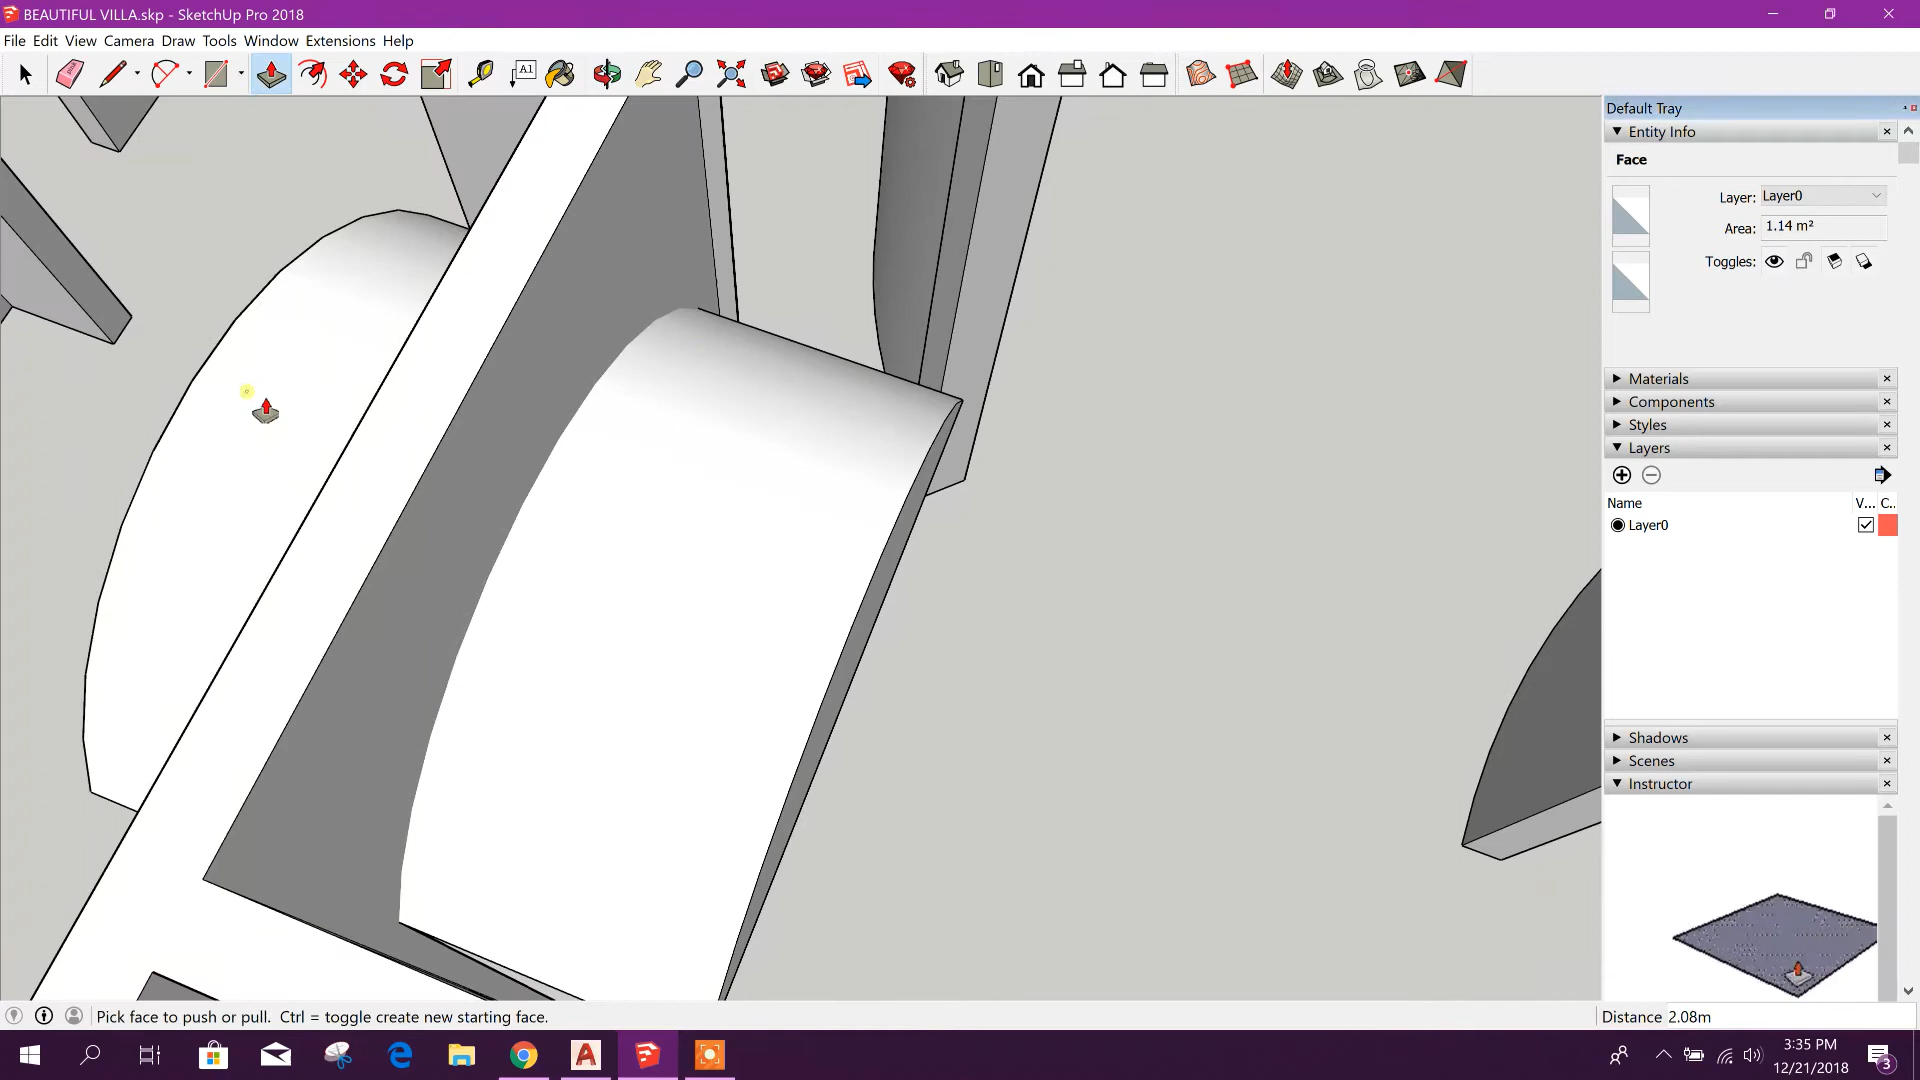 BEAUTIFUL VILLA.skp - SketchUp Pro 2018
File Edit View Camera Draw Tools Window Extensions Help
A1
Default Tray
Entity Info
Face
Layer: Layer0
Area: 1.14 m²
Toggles:
Materials
Components
Styles
Layers
Name V... C..
Layer0
Shadows
Scenes
Instructor
Pick face to push or pull. Ctrl = toggle create new starting face.
Distance 2.08m
3:35 PM
12/21/2018
3